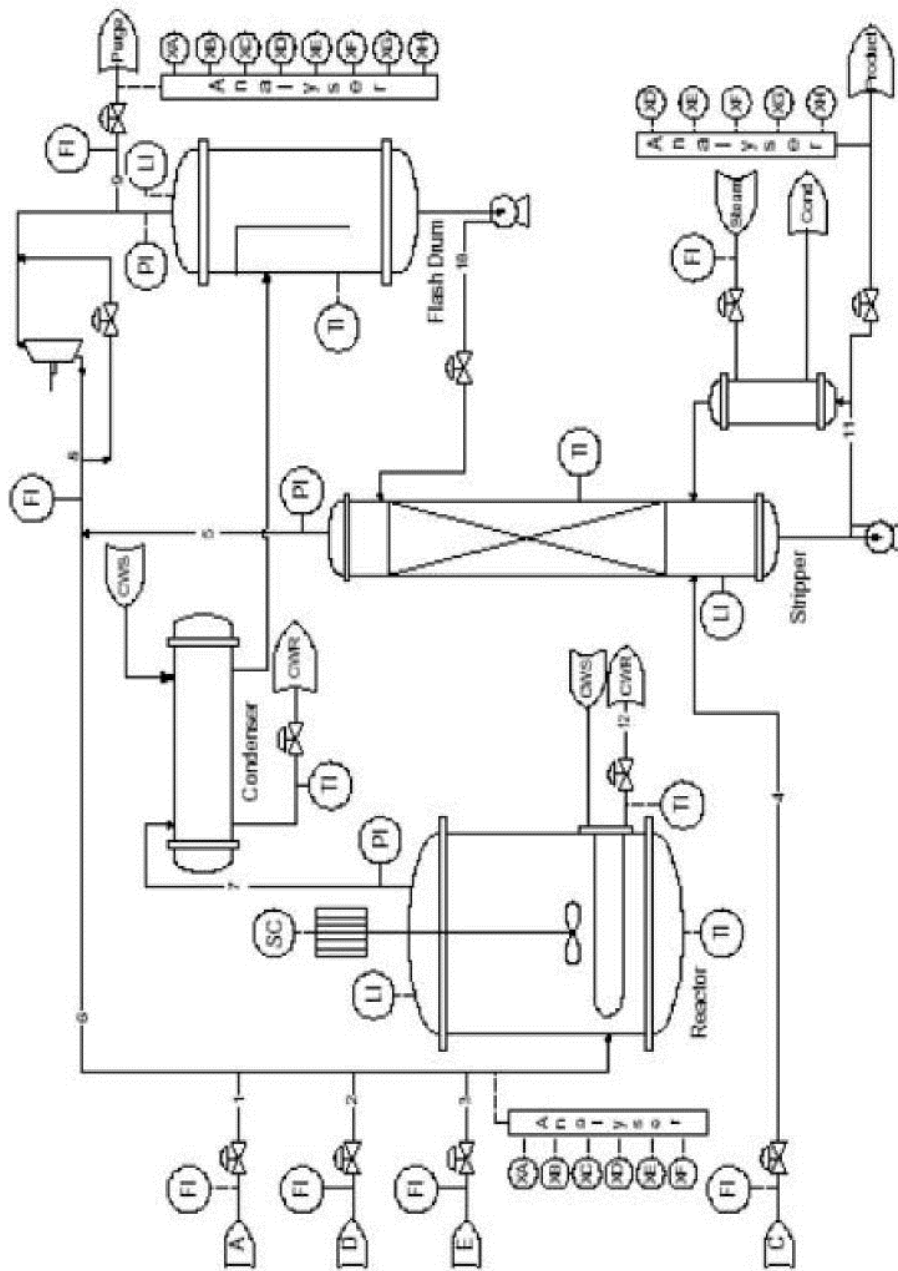 FI
8
5
6
Purge
FI
9
PI
LI
XA
XB
XC
XD
XE
XF
XG
XH
Analyser
CWS
Condenser
CWR
TI
7
PI
SC
LI
FI
A
1
FI
D
2
FI
E
3
XA
XB
XC
XD
XE
XF
Analyser
Reactor
TI
TI
CWS
CWR
12
TI
Flash Drum
10
PI
TI
LI
Stripper
FI
C
4
FI
Steam
Cond
11
XD
XE
XF
XG
XH
Analyser
Product